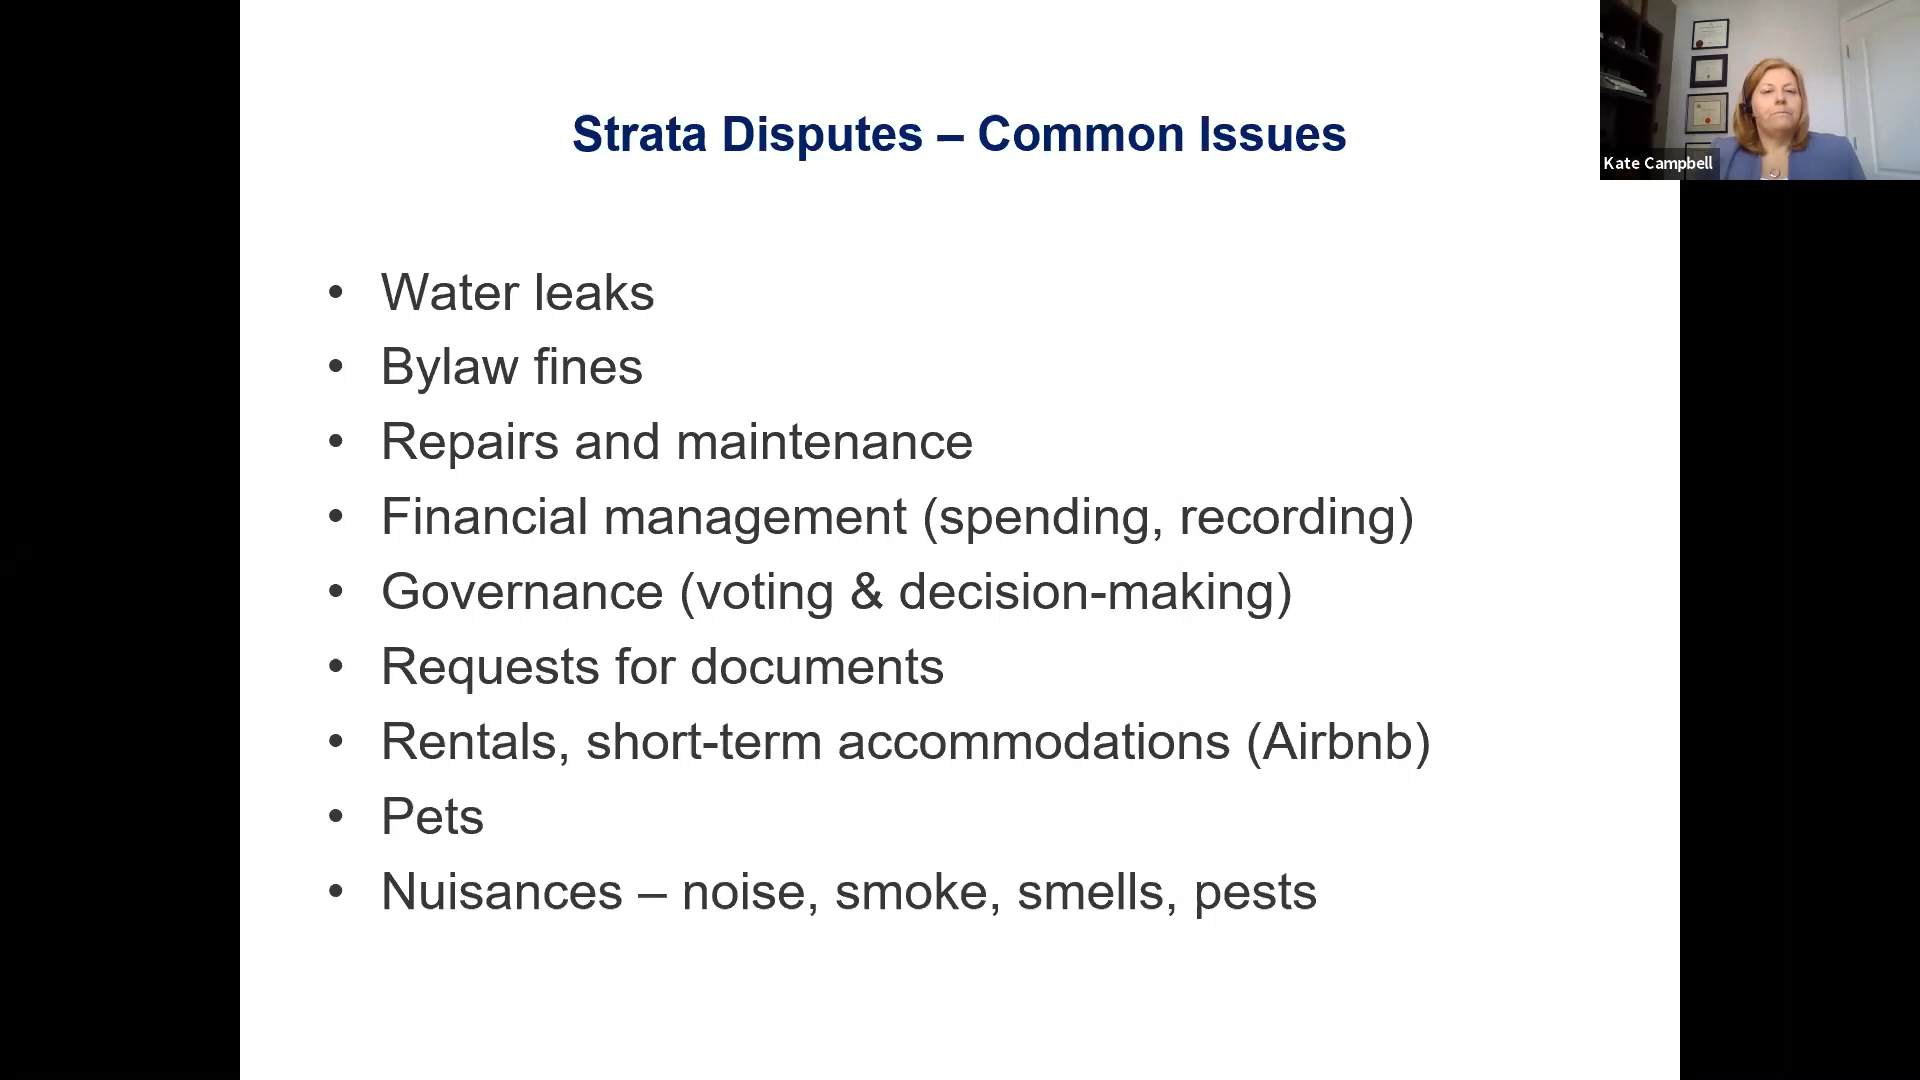 Strata Disputes – Common Issues
Kate Campbell
• Water leaks
• Bylaw fines
• Repairs and maintenance
• Financial management (spending, recording)
• Governance (voting & decision-making)
• Requests for documents
• Rentals, short-term accommodations (Airbnb)
• Pets
• Nuisances – noise, smoke, smells, pests